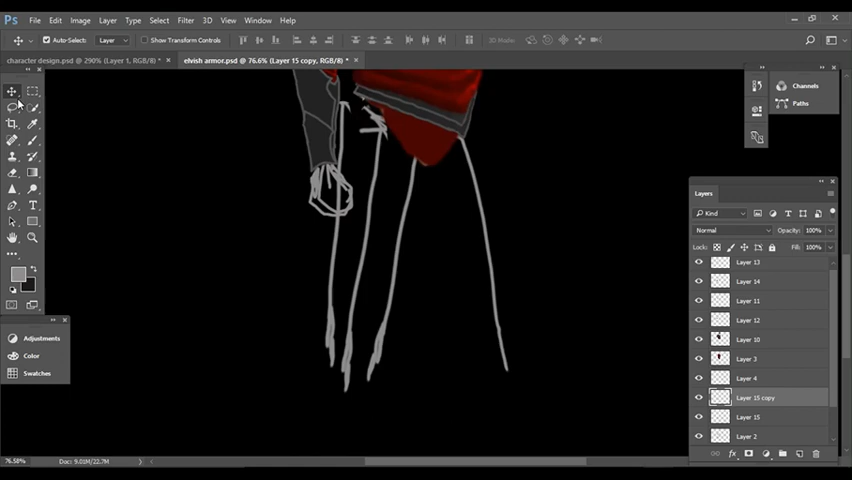 Ps File Edit Image Layer Type Select Filter 3D View Window Help
Auto-Select: Layer Show Transform Controls 3D Mode:
character design.psd @ 290% (Layer 1, RGB/8) * × elvish armor.psd @ 76.6% (Layer 15 copy, RGB/8) * ×
Channels
Paths
Layers
Kind
Normal Opacity: 100%
Lock: Fill: 100%
Layer 13
Layer 14
Layer 11
Layer 12
Layer 10
Layer 3
Layer 4
Layer 15 copy
Layer 15
Layer 2
Adjustments
Color
Swatches
76.58% Doc: 9.01M/22.7M